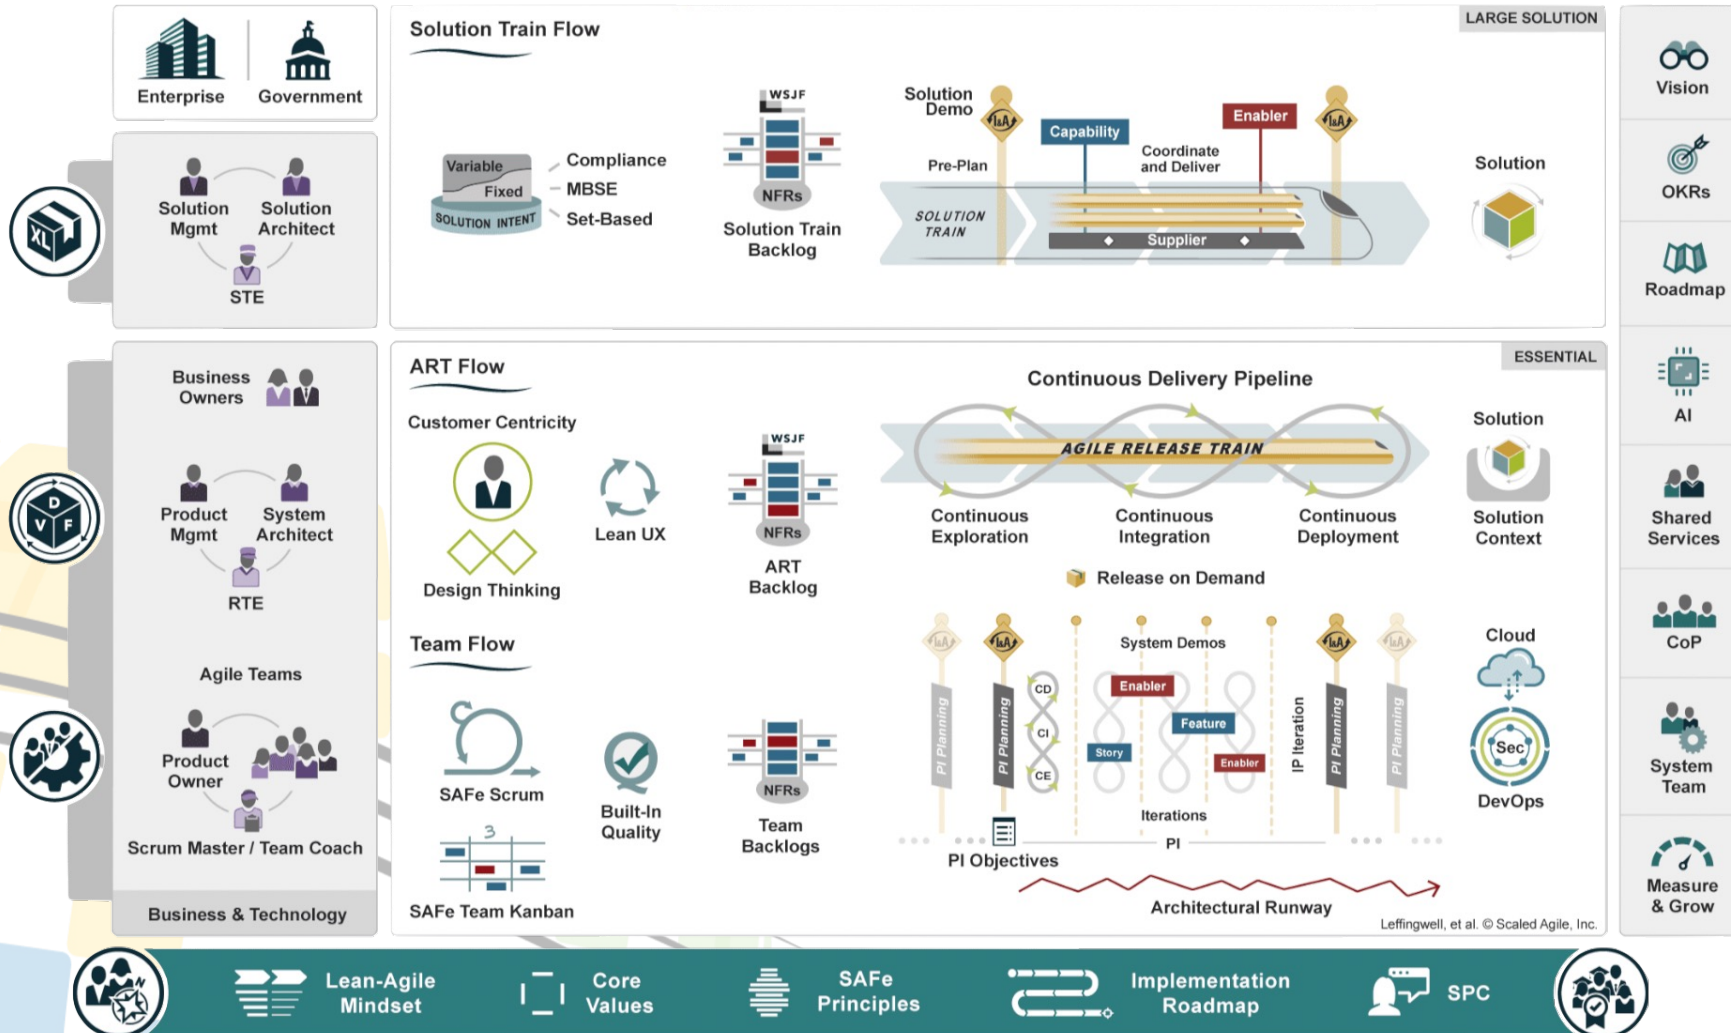 Enterprise
Government
XL
Solution
Mgmt
Solution
Architect
STE
Solution Train Flow
LARGE SOLUTION
Variable
Fixed
SOLUTION INTENT
Compliance
MBSE
Set-Based
WSJF
NFRs
Solution Train
Backlog
Solution
Demo
I&A
Pre-Plan
Capability
Coordinate
and Deliver
Enabler
I&A
SOLUTION
TRAIN
Supplier
Solution
D
V F
Business
Owners
Product
Mgmt
System
Architect
RTE
Agile Teams
Product
Owner
Scrum Master / Team Coach
Business & Technology
ART Flow
ESSENTIAL
Customer Centricity
Design Thinking
Lean UX
WSJF
NFRs
ART
Backlog
Continuous Delivery Pipeline
AGILE RELEASE TRAIN
Continuous
Exploration
Continuous
Integration
Continuous
Deployment
Release on Demand
Solution
Solution
Context
Team Flow
SAFe Scrum
3
SAFe Team Kanban
Built-In
Quality
NFRs
Team
Backlogs
I&A
I&A
System Demos
I&A
I&A
PI Planning
PI Planning
CD
CI
CE
Enabler
Feature
Story
Enabler
IP Iteration
PI Planning
PI Planning
Iterations
PI
PI Objectives
Architectural Runway
Cloud
Sec
DevOps
Leffingwell, et al. © Scaled Agile, Inc.
Vision
OKRs
Roadmap
AI
Shared
Services
CoP
System
Team
Measure
& Grow
N
Lean-Agile
Mindset
Core
Values
SAFe
Principles
Implementation
Roadmap
SPC